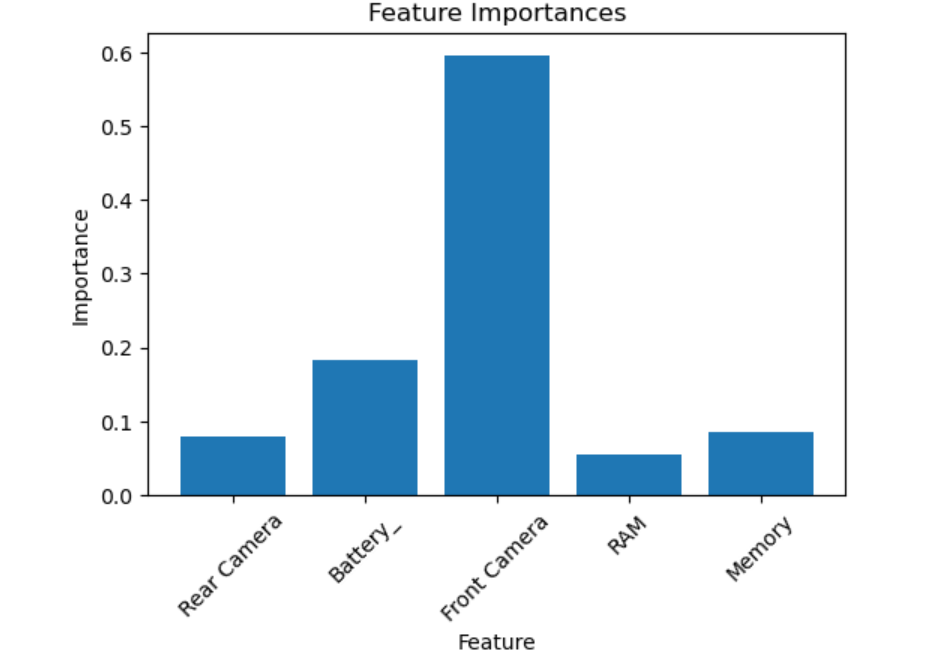 Feature Importances
0.6
0.5
0.4
0.3
0.2
0.1
0.0
Importance
Rear Camera
Battery_
Front Camera
RAM
Memory
Feature